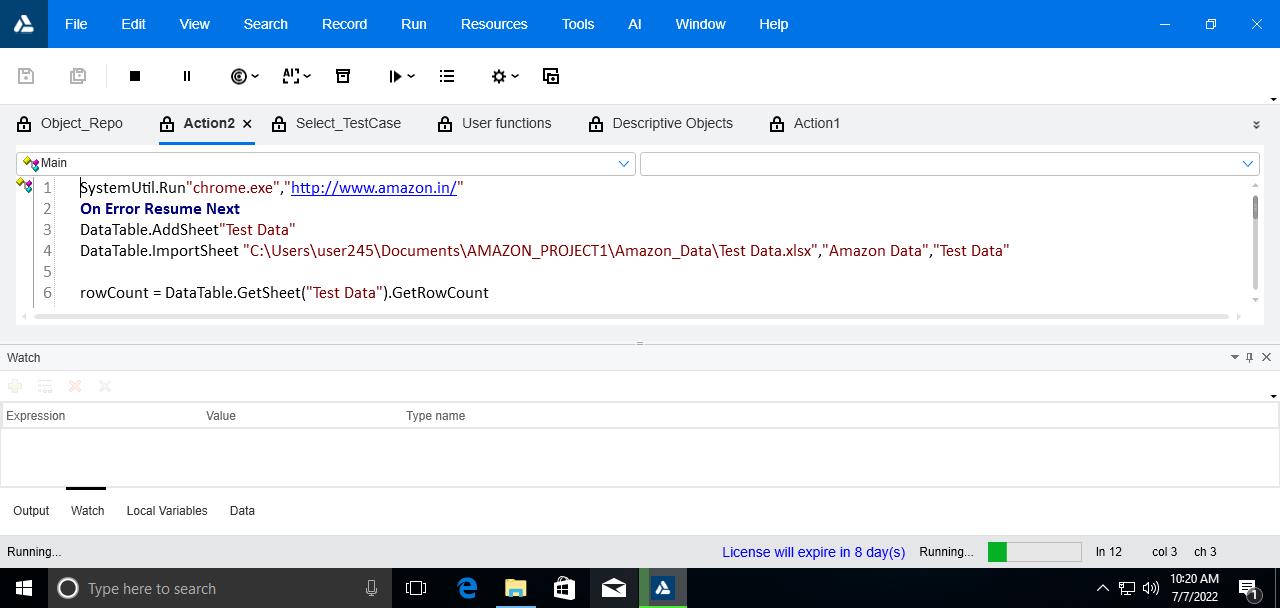 File Edit View Search Record Run Resources Tools AI Window Help
Object_Repo Action2 Select_TestCase User functions Descriptive Objects Action1
Main
1 SystemUtil.Run"chrome.exe","http://www.amazon.in/"
2 On Error Resume Next
3 DataTable.AddSheet"Test Data"
4 DataTable.ImportSheet "C:\Users\user245\Documents\AMAZON_PROJECT1\Amazon_Data\Test Data.xlsx","Amazon Data","Test Data"
5
6 rowCount = DataTable.GetSheet("Test Data").GetRowCount
Watch
Expression Value Type name
Output Watch Local Variables Data
Running... License will expire in 8 day(s) Running... ln 12 col 3 ch 3
Type here to search 10:20 AM
7/7/2022 1